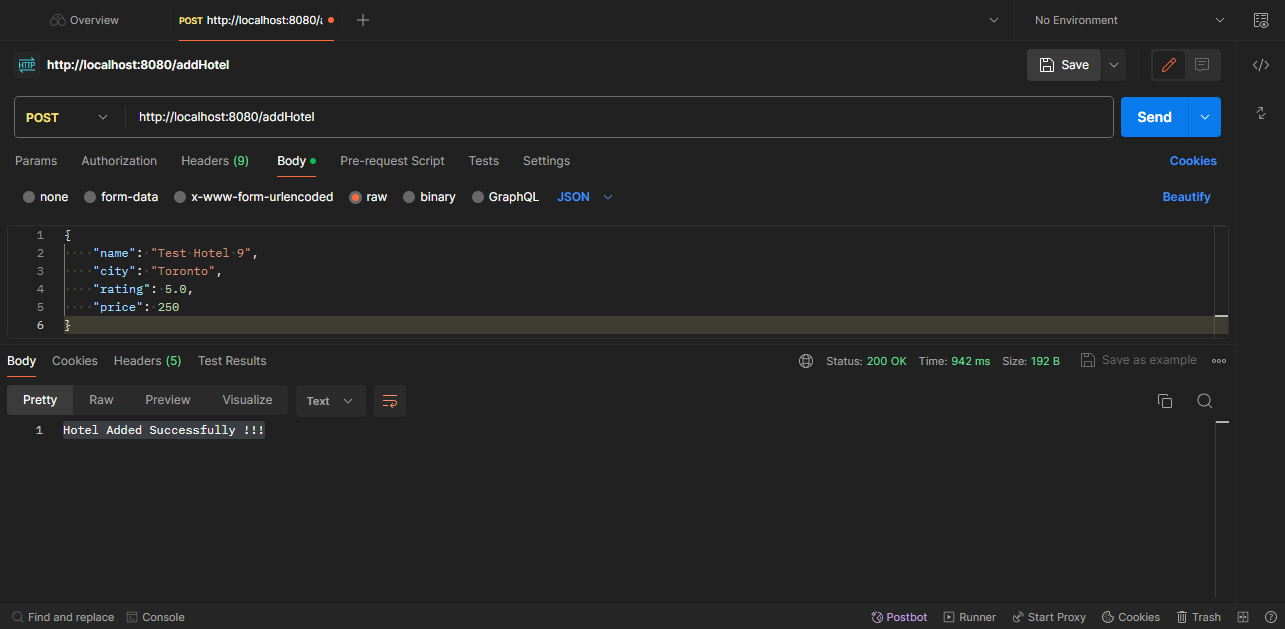 Overview
POST http://localhost:8080/a
No Environment
HTTP http://localhost:8080/addHotel
Save
POST http://localhost:8080/addHotel Send
Params Authorization Headers (9) Body Pre-request Script Tests Settings Cookies
none form-data x-www-form-urlencoded raw binary GraphQL JSON Beautify
1 {
2 "name": "Test Hotel 9",
3 "city": "Toronto",
4 "rating": 5.0,
5 "price": 250
6 }
Body Cookies Headers (5) Test Results Status: 200 OK Time: 942 ms Size: 192 B Save as example
Pretty Raw Preview Visualize Text
1 Hotel Added Successfully !!!
Find and replace Console Postbot Runner Start Proxy Cookies Trash